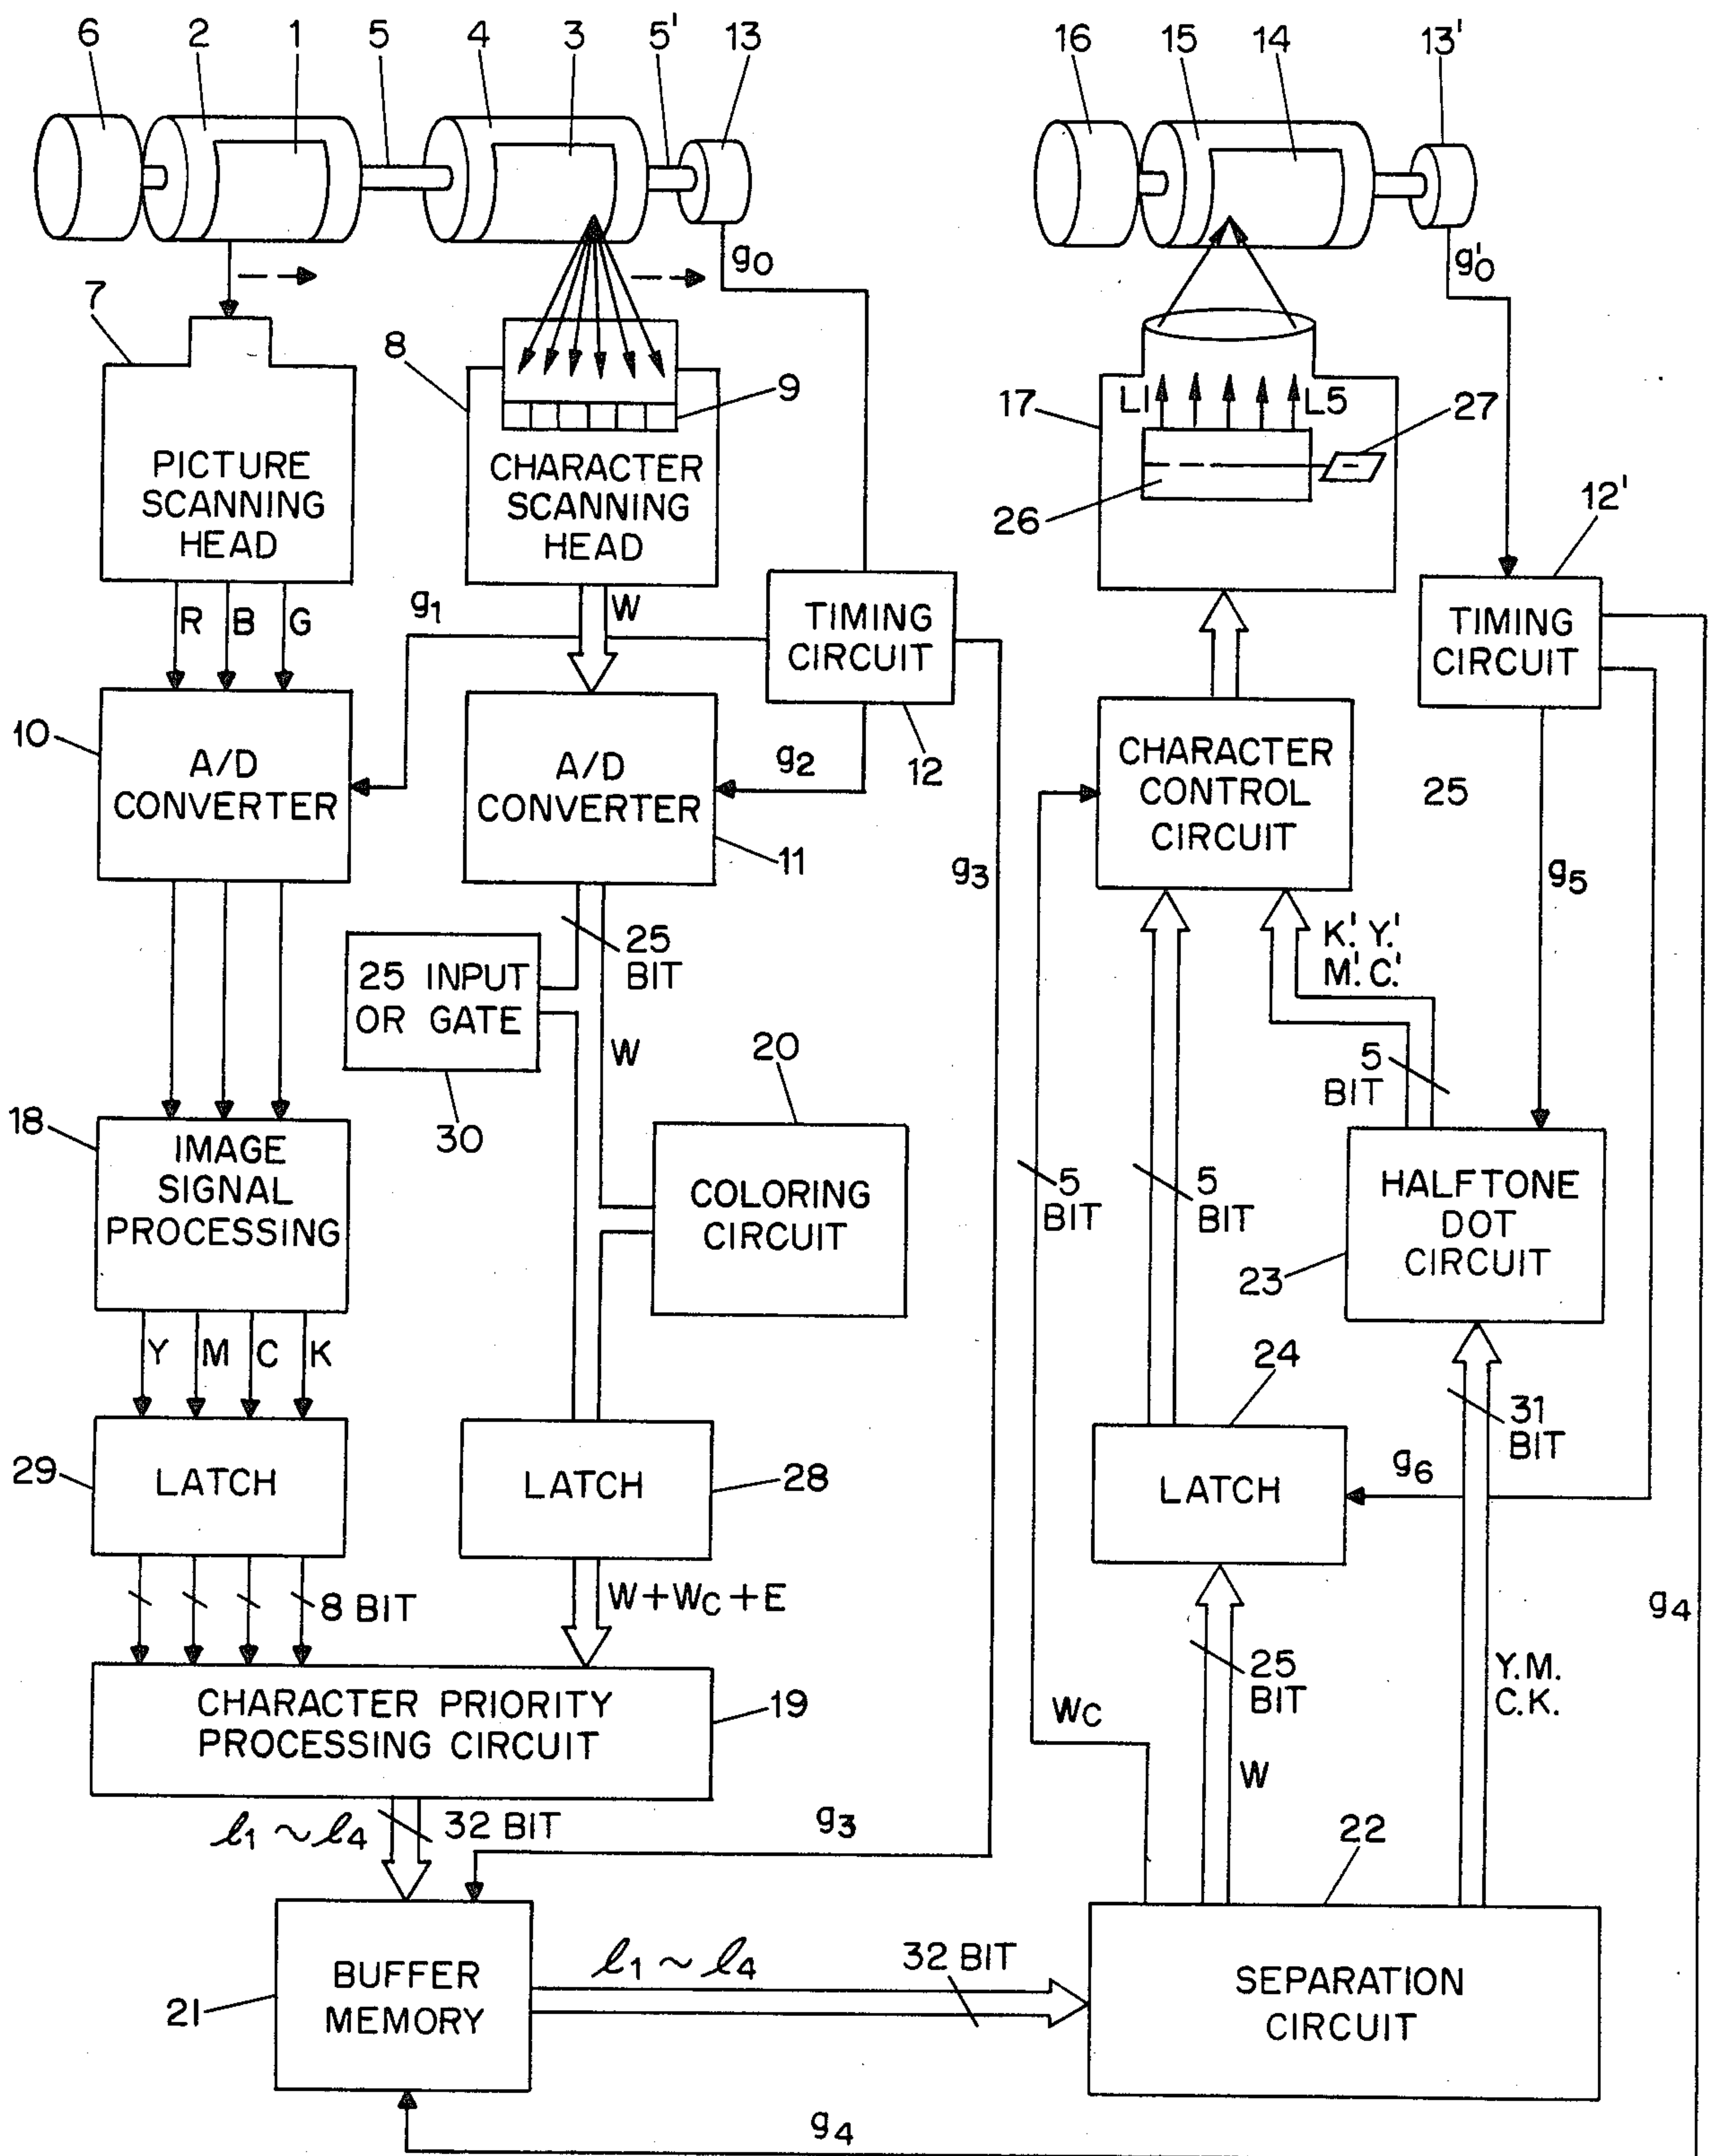 6 2 1 5 5' 4 3 13
16 15 14 13'
g0
g'0
7
8
9
PICTURE
SCANNING
HEAD
CHARACTER
SCANNING
HEAD
17
L1
L5
27
26
12'
R B G
g1
W
TIMING
CIRCUIT
12
TIMING
CIRCUIT
10
A/D
CONVERTER
g2
A/D
CONVERTER
11
g3
CHARACTER
CONTROL
CIRCUIT
25
g5
25 INPUT
OR GATE
30
25
BIT
W
K'. Y.'
M'. C.'
5
BIT
20
18
IMAGE
SIGNAL
PROCESSING
COLORING
CIRCUIT
5
BIT
5
BIT
HALFTONE
DOT
CIRCUIT
23
Y M C K
24
31
BIT
29
LATCH
LATCH
28
LATCH
g6
8 BIT
W+WC+E
g4
25
BIT
Y.M.
C.K.
CHARACTER PRIORITY
PROCESSING CIRCUIT
19
WC
W
ℓ1 ~ ℓ4
32 BIT
g3
22
BUFFER
MEMORY
21
ℓ1 ~ ℓ4
32 BIT
SEPARATION
CIRCUIT
g4